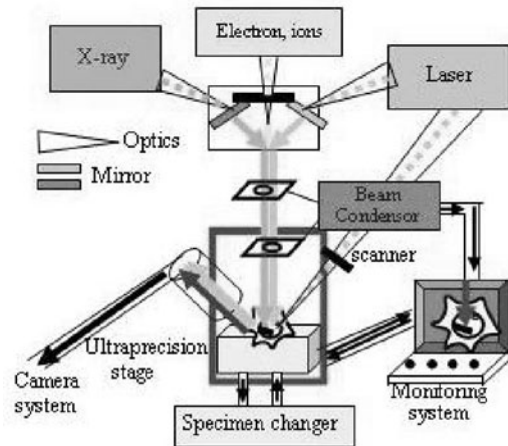 Electron, ions
X-ray
Laser
Optics
Mirror
Beam
Condensor
scanner
Ultraprecision
stage
Camera
system
Monitoring
system
Specimen changer